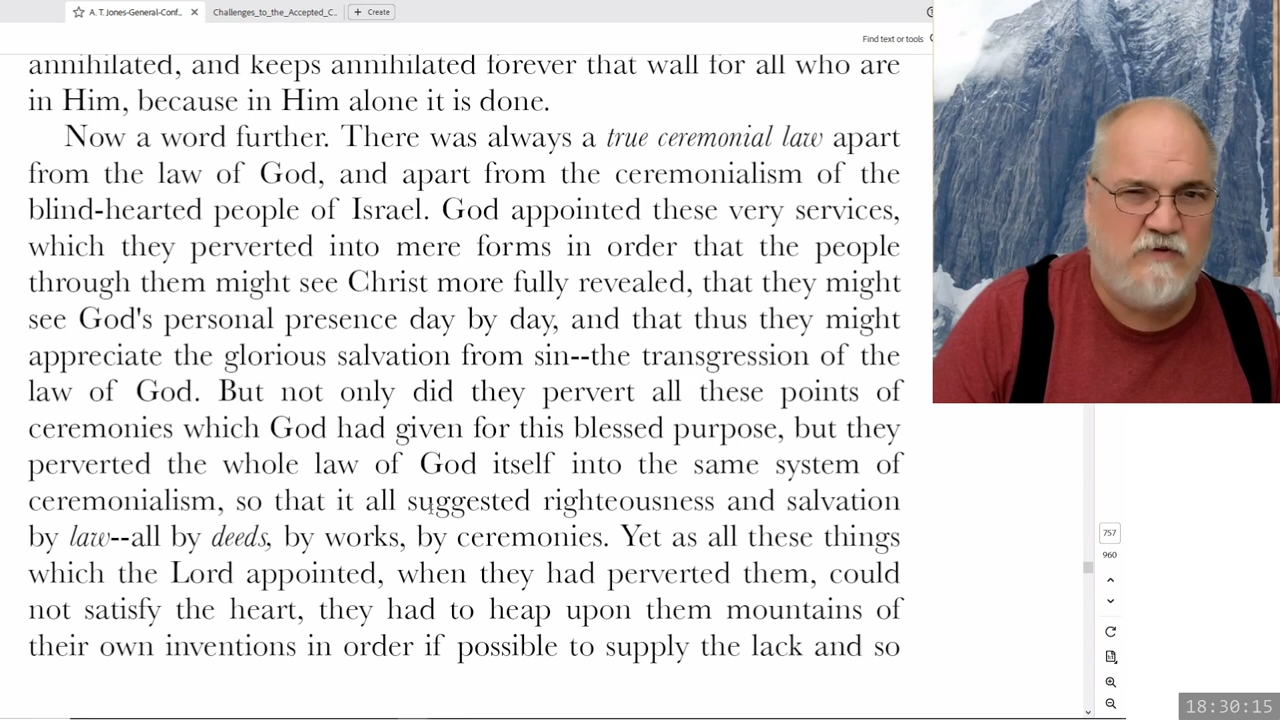 A. T. Jones-General-Conf...
Challenges_to_the_Accepted_C...
Create
Find text or tools
annihilated, and keeps annihilated forever that wall for all who are
in Him, because in Him alone it is done.
Now a word further. There was always a true ceremonial law apart
from the law of God, and apart from the ceremonialism of the
blind-hearted people of Israel. God appointed these very services,
which they perverted into mere forms in order that the people
through them might see Christ more fully revealed, that they might
see God's personal presence day by day, and that thus they might
appreciate the glorious salvation from sin--the transgression of the
law of God. But not only did they pervert all these points of
ceremonies which God had given for this blessed purpose, but they
perverted the whole law of God itself into the same system of
ceremonialism, so that it all suggested righteousness and salvation
by law--all by deeds, by works, by ceremonies. Yet as all these things
which the Lord appointed, when they had perverted them, could
not satisfy the heart, they had to heap upon them mountains of
their own inventions in order if possible to supply the lack and so
757
960
18:30:15